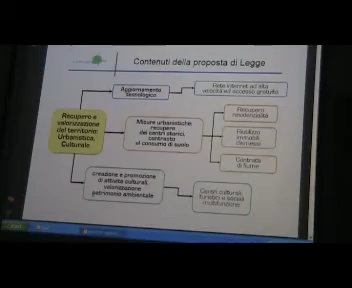 Contenuti della proposta di Legge
Aggiornamento
tecnologico
Rete internet ad alta
velocità ad accesso gratuito
Recupero e
valorizzazione
del territorio:
Urbanistica,
Culturale
Misure urbanistiche
recupero
dei centri storici,
contrasto
al consumo di suolo
Recupero
residenzialità
Riutilizzo
immobili
dismessi
Contratti
di fiume
creazione e promozione
di attività culturali,
valorizzazione
patrimonio ambientale
Centri culturali,
turistici e sociali
multifunzione